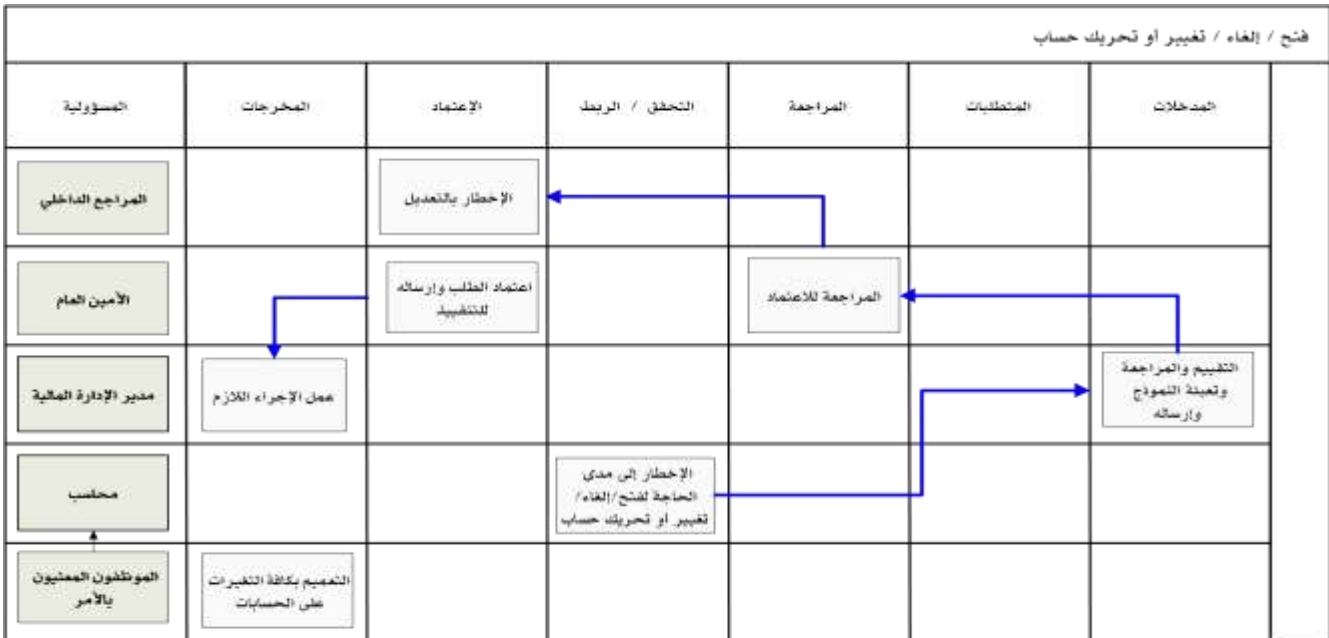 فتح / إلغاء / تغيير أو تحريك حساب
المدخلات
المتطلبات
المراجعة
التحقق / الربط
الإعتماد
المخرجات
المسؤولية
الإخطار بالتعديل
المراجع الداخلي
المراجعة للاعتماد
اعتماد الطلب وإرساله
للتنفيذ
الأمين العام
التقييم والمراجعة
وتعبئة النموذج
وإرساله
عمل الإجراء اللازم
مدير الإدارة المالية
الإخطار إلى مدى
الحاجة لفتح/إلغاء/
تغيير أو تحريك حساب
محاسب
التعميم بكافة التغيرات
على الحسابات
الموظفون المعنيون
بالأمر